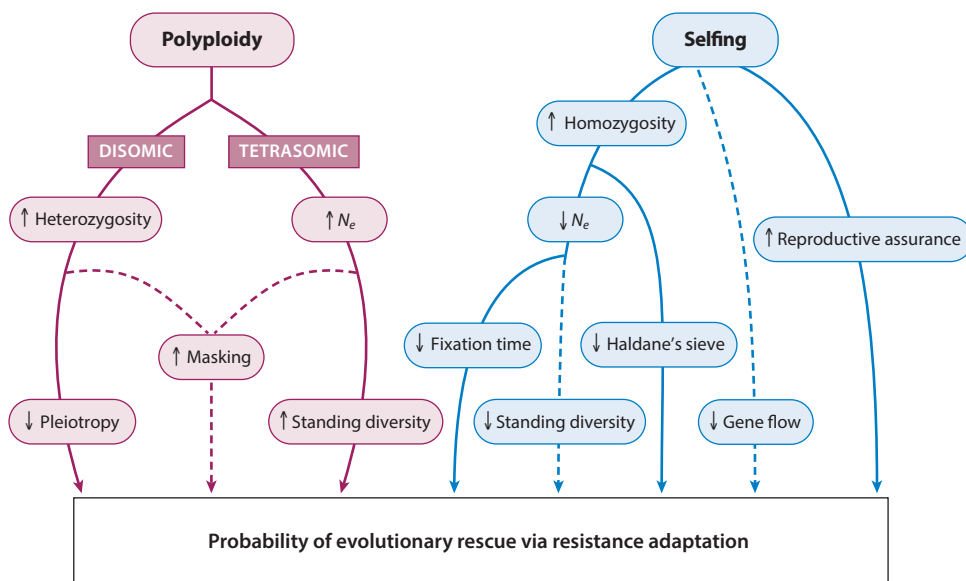 Polyploidy
Selfing
↑ Homozygosity
DISOMIC
TETRASOMIC
↑ Heterozygosity
↑ Ne
↓ Ne
↑ Reproductive assurance
↑ Masking
↓ Fixation time
↓ Haldane's sieve
↓ Pleiotropy
↑ Standing diversity
↓ Standing diversity
↓ Gene flow
Probability of evolutionary rescue via resistance adaptation